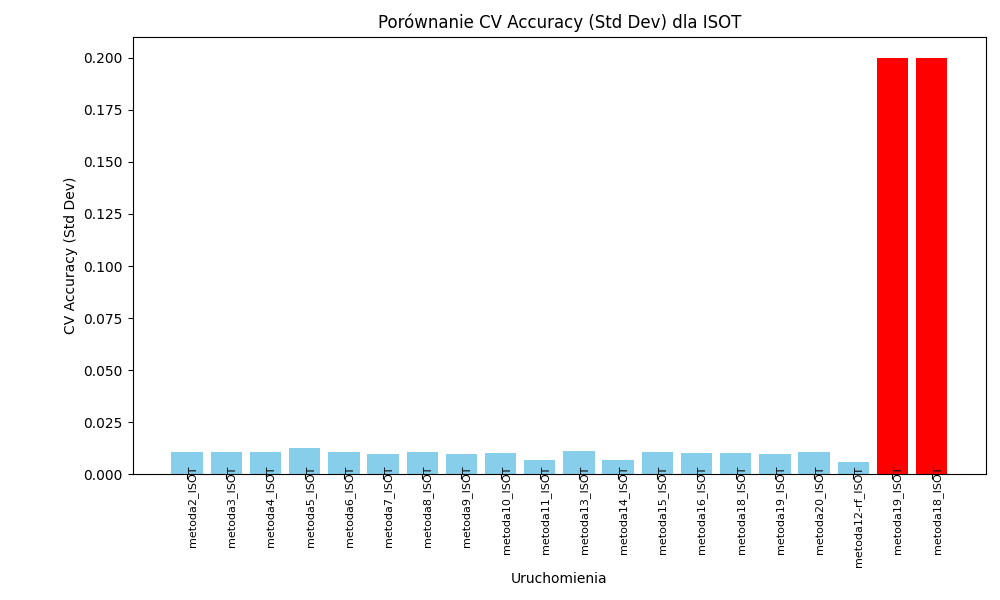 Porównanie CV Accuracy (Std Dev) dla ISOT
CV Accuracy (Std Dev)
0.200
0.175
0.150
0.125
0.100
0.075
0.050
0.025
0.000
metoda2_ISOT
metoda3_ISOT
metoda4_ISOT
metoda5_ISOT
metoda6_ISOT
metoda7_ISOT
metoda8_ISOT
metoda9_ISOT
metoda10_ISOT
metoda11_ISOT
metoda13_ISOT
metoda14_ISOT
metoda15_ISOT
metoda16_ISOT
metoda18_ISOT
metoda19_ISOT
metoda20_ISOT
metoda12-rf_ISOT
metoda19_ISOT
metoda18_ISOT
Uruchomienia